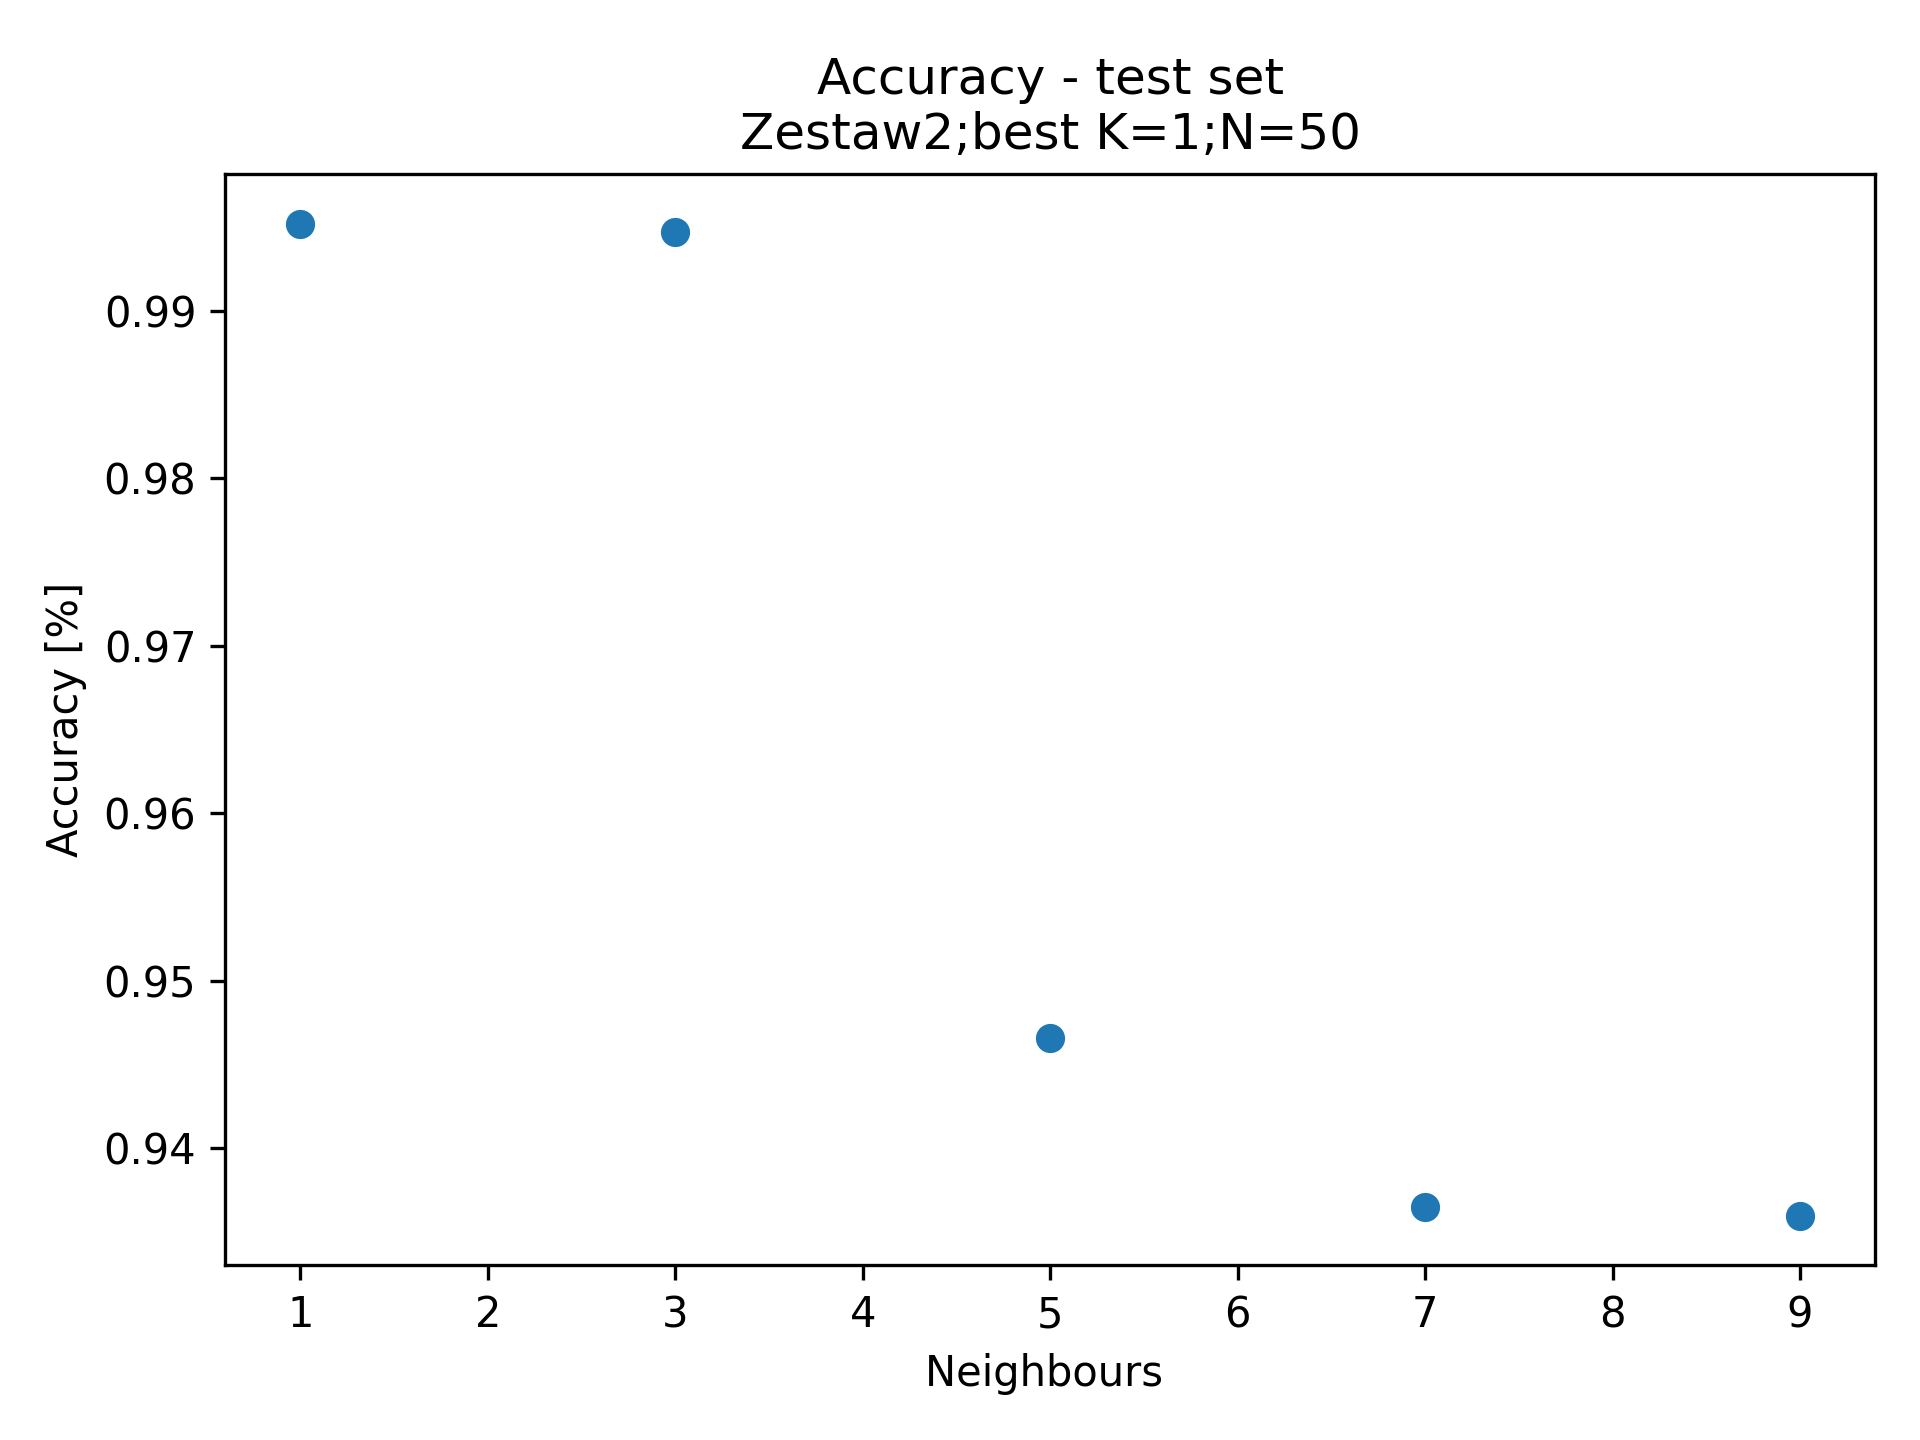 Accuracy - test set
Zestaw2;best K=1;N=50
Accuracy [%]
0.99
0.98
0.97
0.96
0.95
0.94
1 2 3 4 5 6 7 8 9
Neighbours